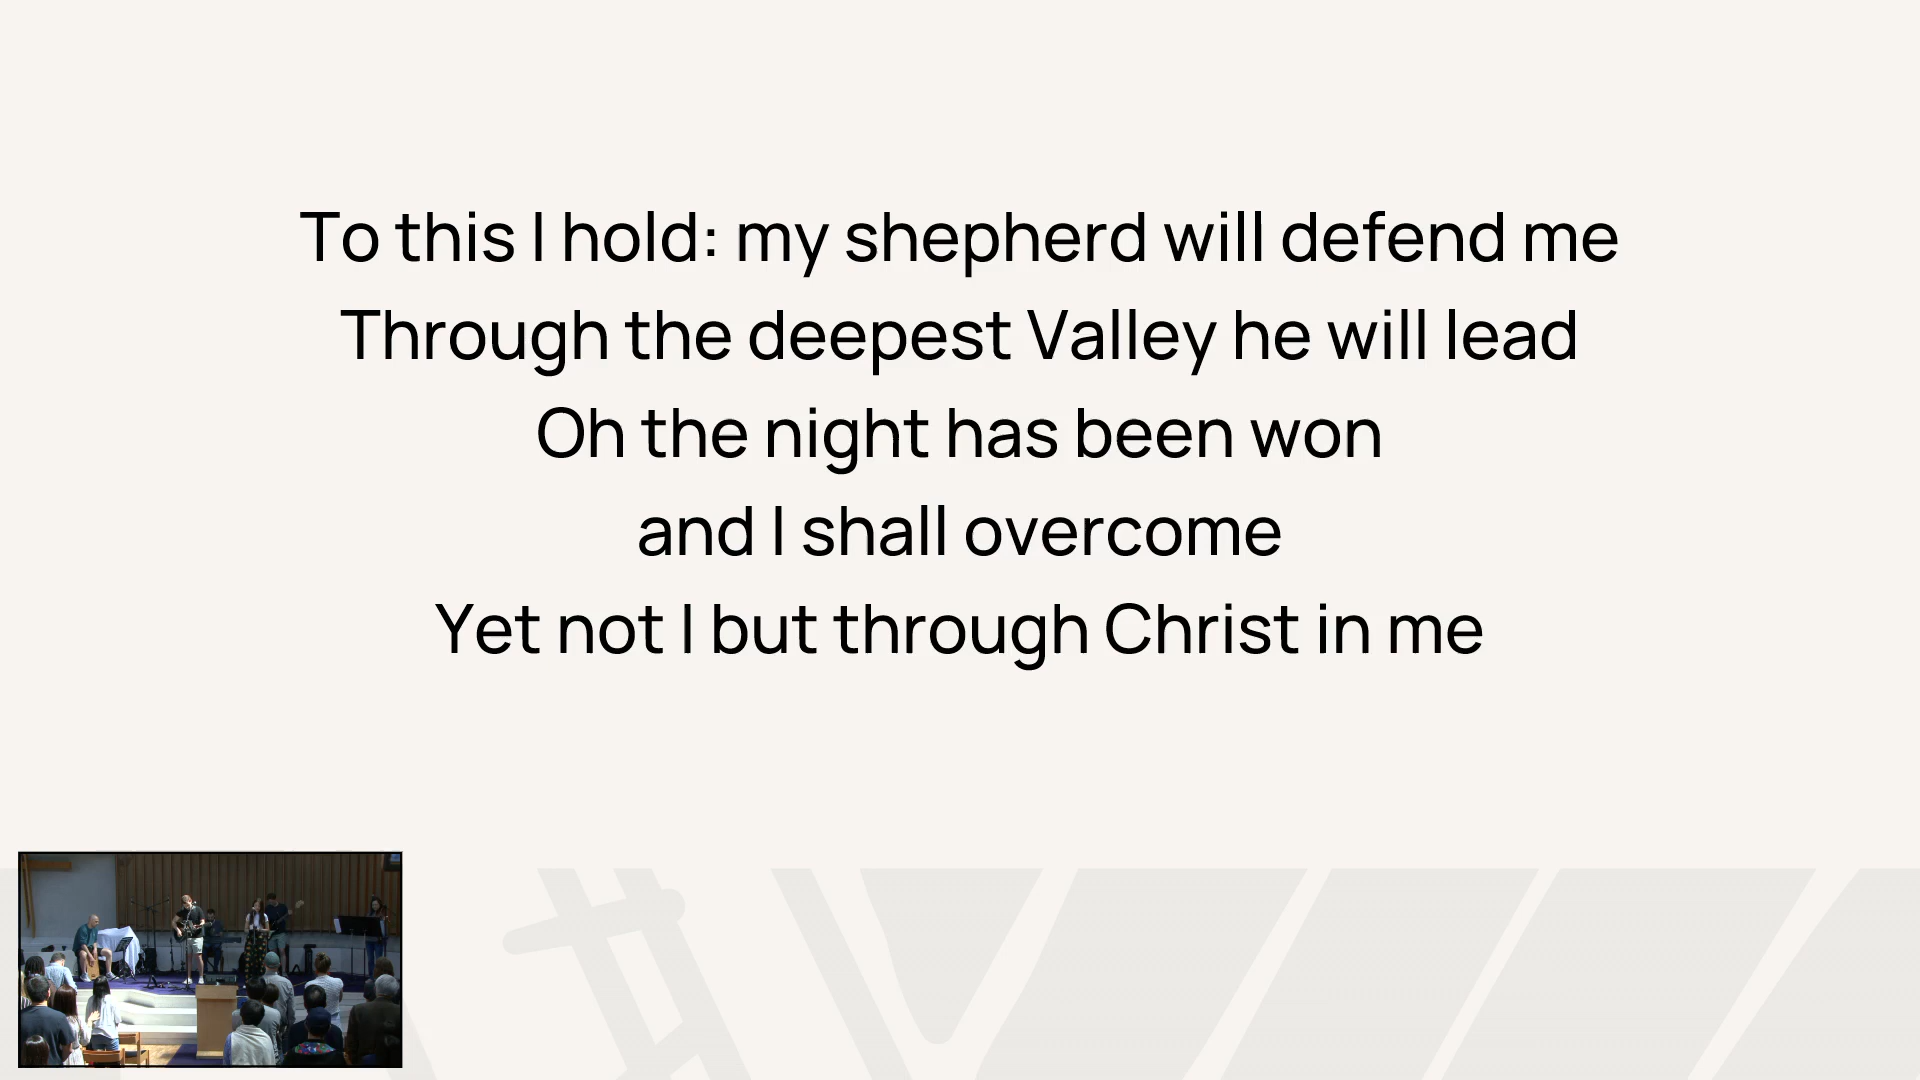 To this I hold: my shepherd will defend me
Through the deepest Valley he will lead
Oh the night has been won
and I shall overcome
Yet not I but through Christ in me